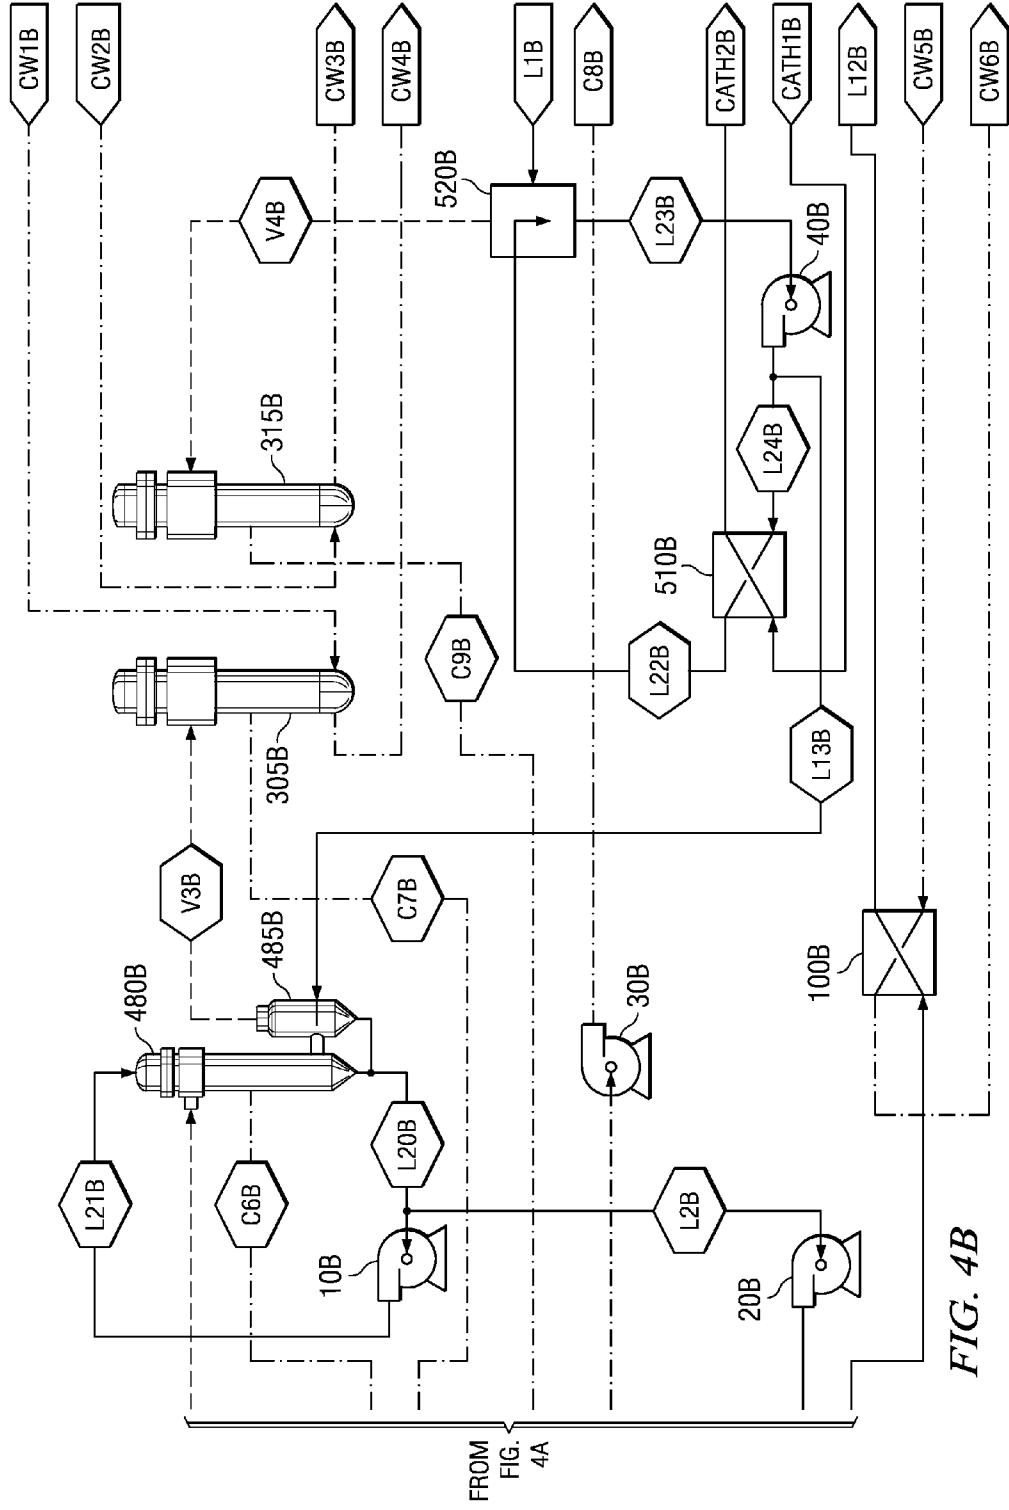 CW1B
CW2B
CW3B
CW4B
L1B
C8B
CATH2B
CATH1B
L12B
CW5B
CW6B
V4B
520B
L23B
40B
315B
L24B
510B
C9B
L22B
305B
L13B
V3B
C7B
485B
480B
100B
30B
L20B
L21B
C6B
L2B
10B
20B
FROM
FIG.
4A
FIG. 4B